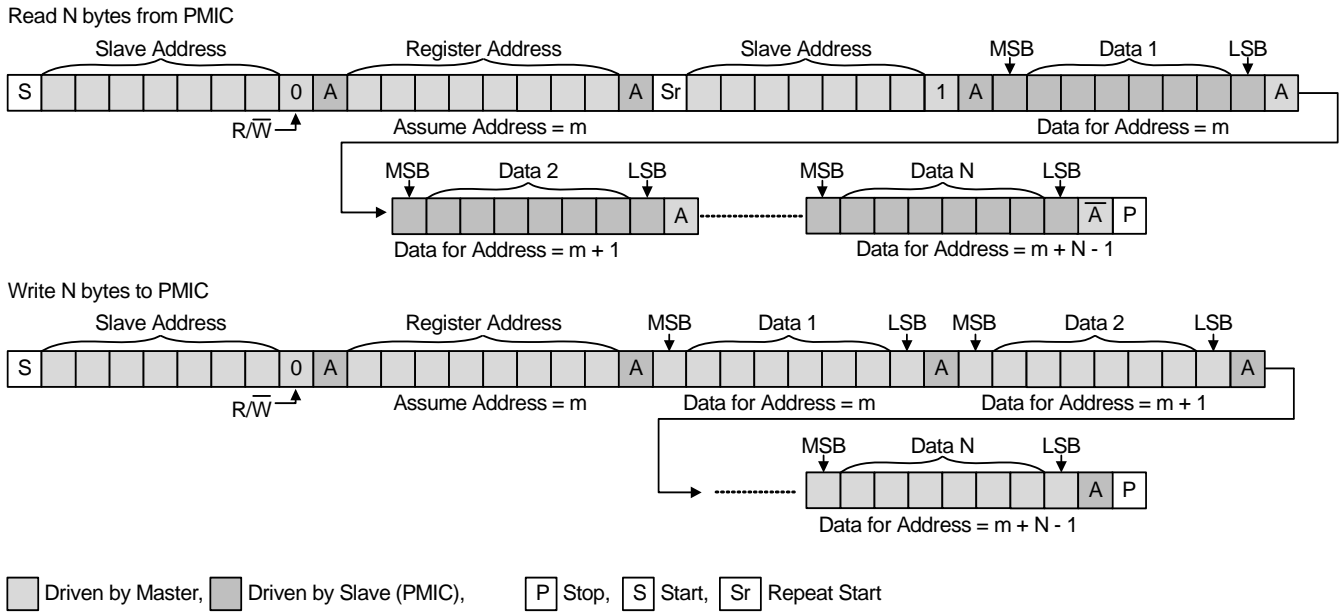 Read N bytes from PMIC
Slave Address Register Address Slave Address MSB Data 1 LSB
S 0 A A Sr 1 A A
R/W̅ Assume Address = m Data for Address = m
MSB Data 2 LSB MSB Data N LSB
A A̅ P
Data for Address = m + 1 Data for Address = m + N - 1
Write N bytes to PMIC
Slave Address Register Address MSB Data 1 LSB MSB Data 2 LSB
S 0 A A A A
R/W̅ Assume Address = m Data for Address = m Data for Address = m + 1
MSB Data N LSB
A P
Data for Address = m + N - 1
Driven by Master, Driven by Slave (PMIC), P Stop, S Start, Sr Repeat Start